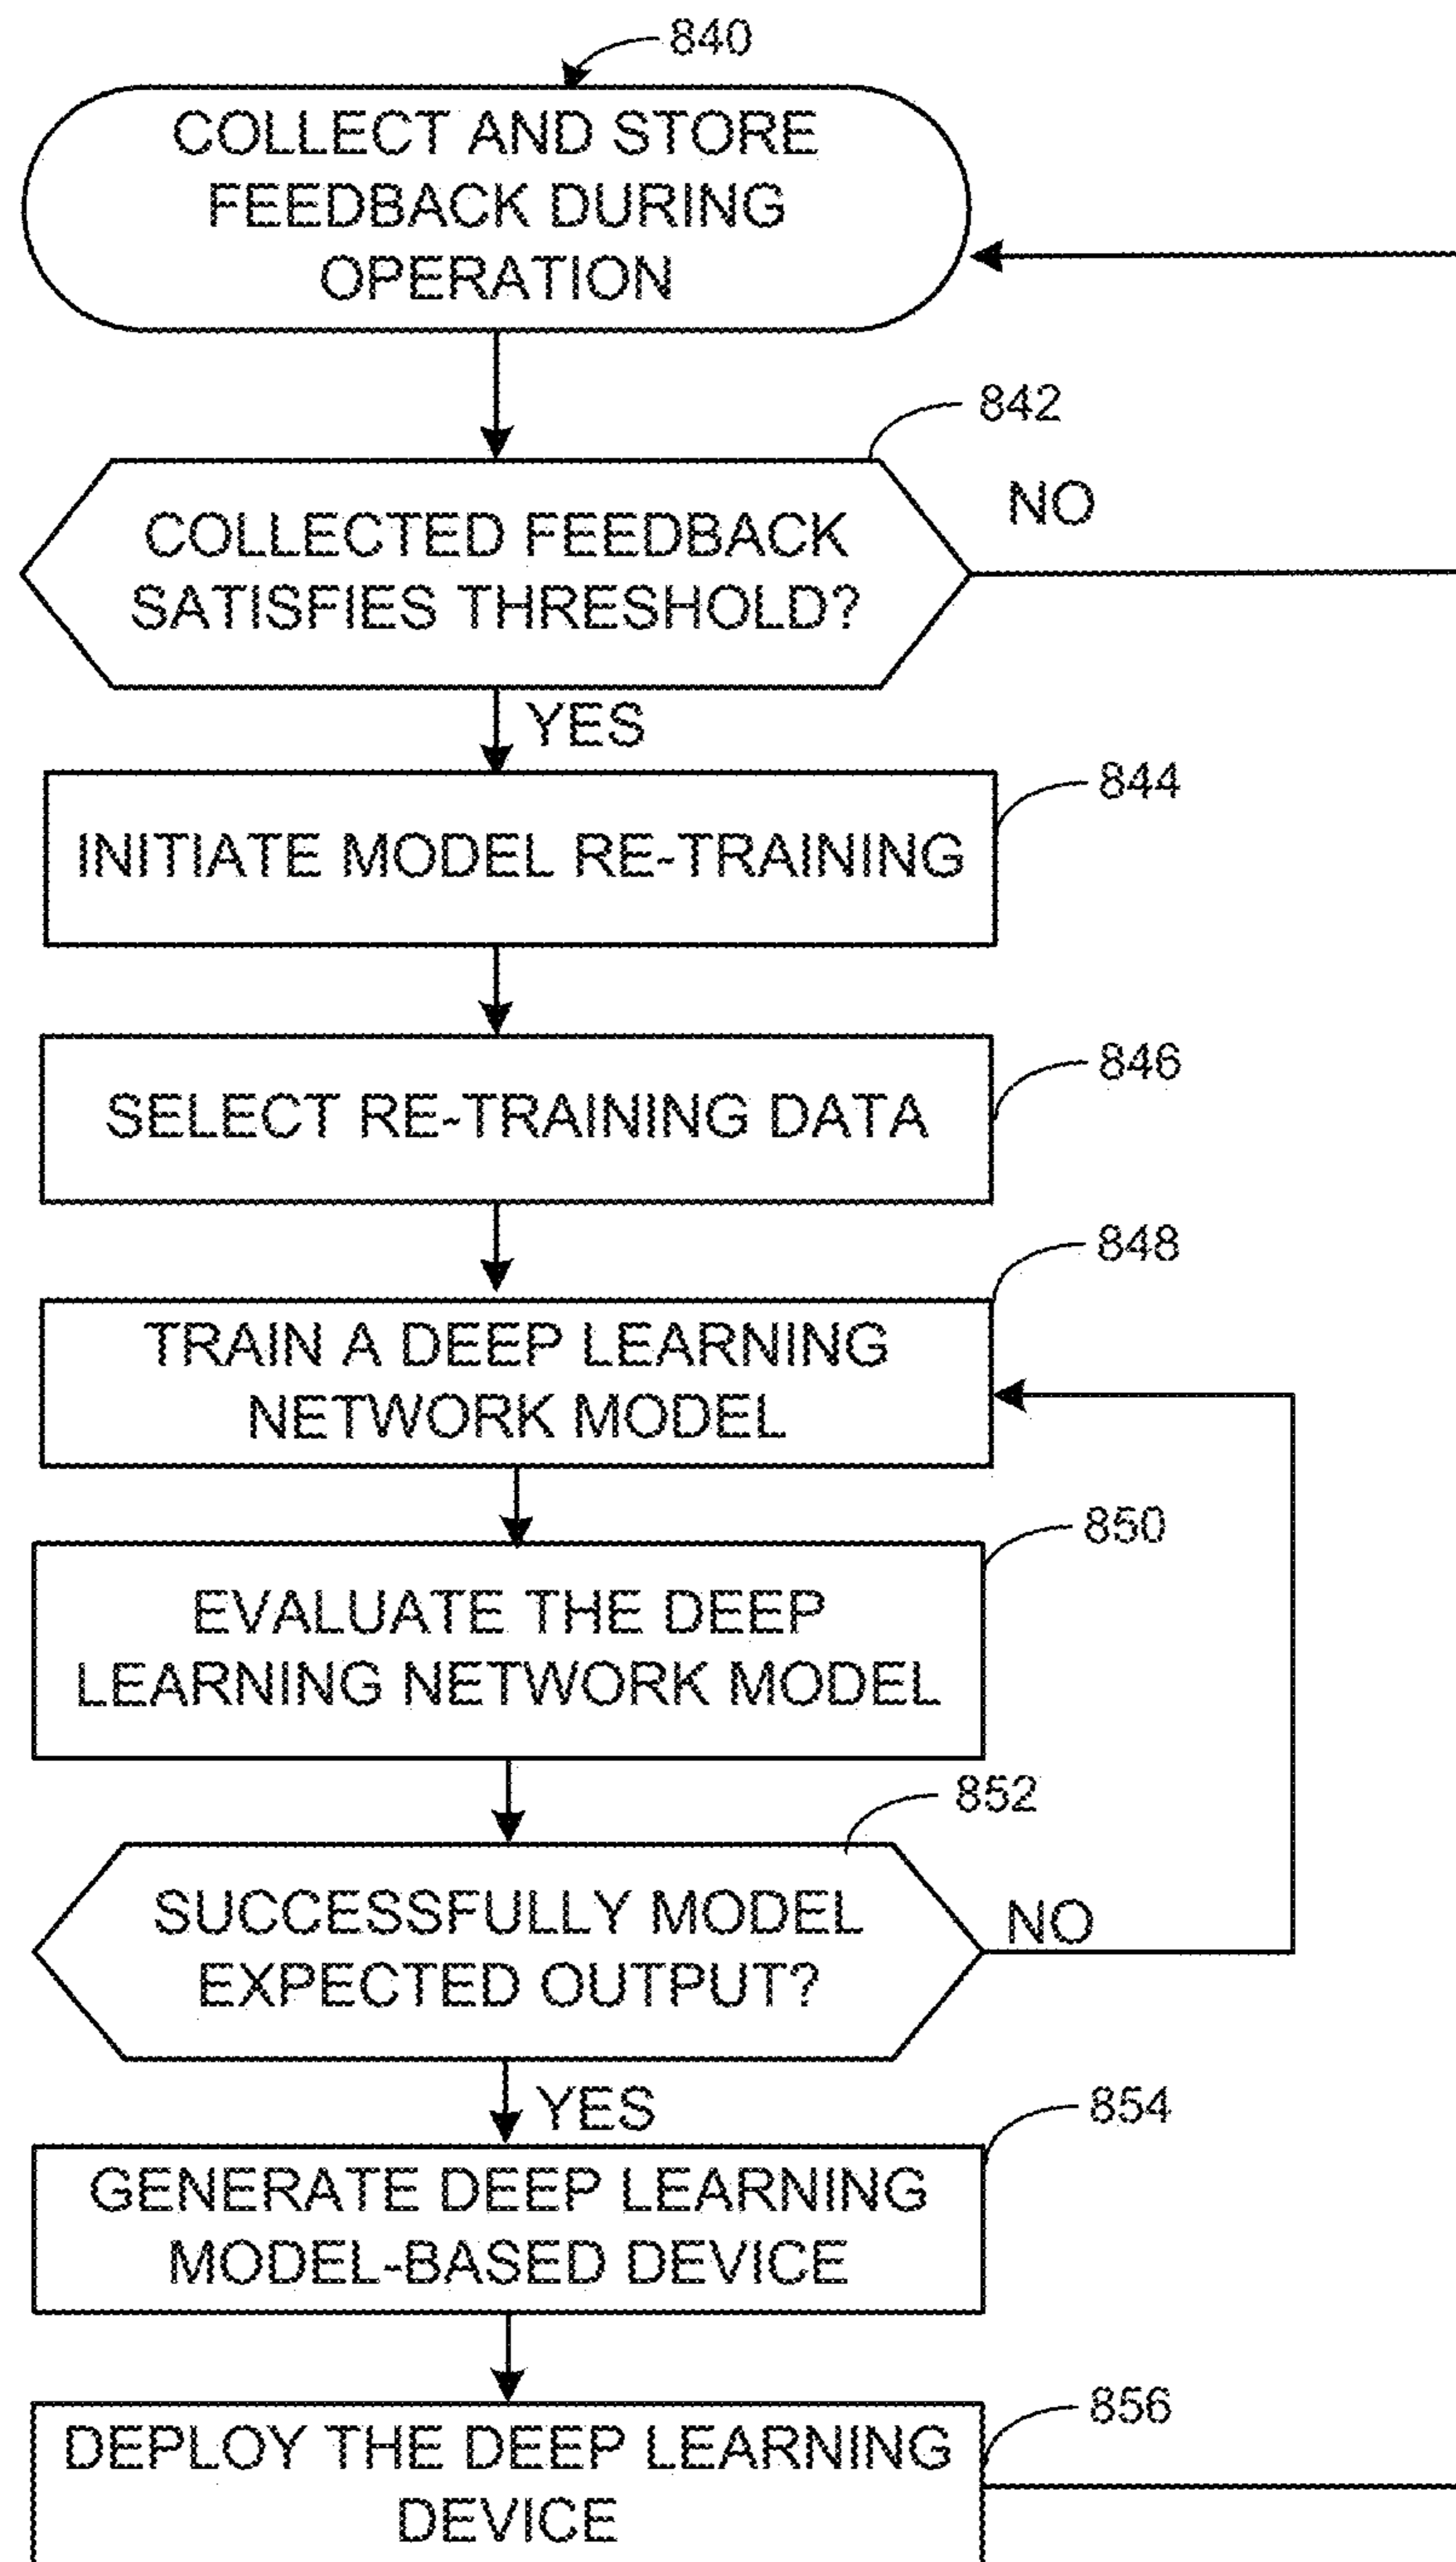 840
COLLECT AND STORE
FEEDBACK DURING
OPERATION
842
COLLECTED FEEDBACK
SATISFIES THRESHOLD?
NO
YES
844
INITIATE MODEL RE-TRAINING
846
SELECT RE-TRAINING DATA
848
TRAIN A DEEP LEARNING
NETWORK MODEL
850
EVALUATE THE DEEP
LEARNING NETWORK MODEL
852
SUCCESSFULLY MODEL
EXPECTED OUTPUT?
NO
YES
854
GENERATE DEEP LEARNING
MODEL-BASED DEVICE
856
DEPLOY THE DEEP LEARNING
DEVICE